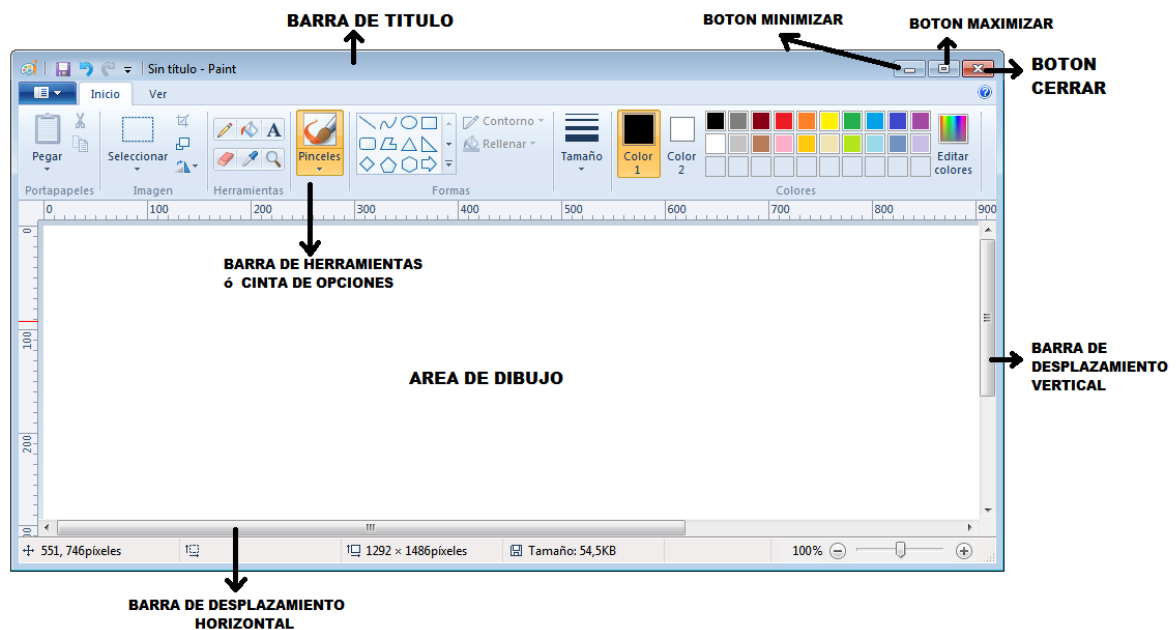 BARRA DE TITULO
BOTON MINIMIZAR
BOTON MAXIMIZAR
Sin título - Paint
BOTON
CERRAR
Inicio Ver
Contorno
Rellenar
Pegar
Seleccionar
A
Pinceles
Tamaño
Color
1
Color
2
Editar
colores
Portapapeles Imagen Herramientas Formas Colores
0 100 200 300 400 500 600 700 800 900
0
BARRA DE HERRAMIENTAS
ó CINTA DE OPCIONES
100
AREA DE DIBUJO
BARRA DE
DESPLAZAMIENTO
VERTICAL
200
551, 746píxeles 1292 × 1486píxeles Tamaño: 54,5KB 100%
BARRA DE DESPLAZAMIENTO
HORIZONTAL